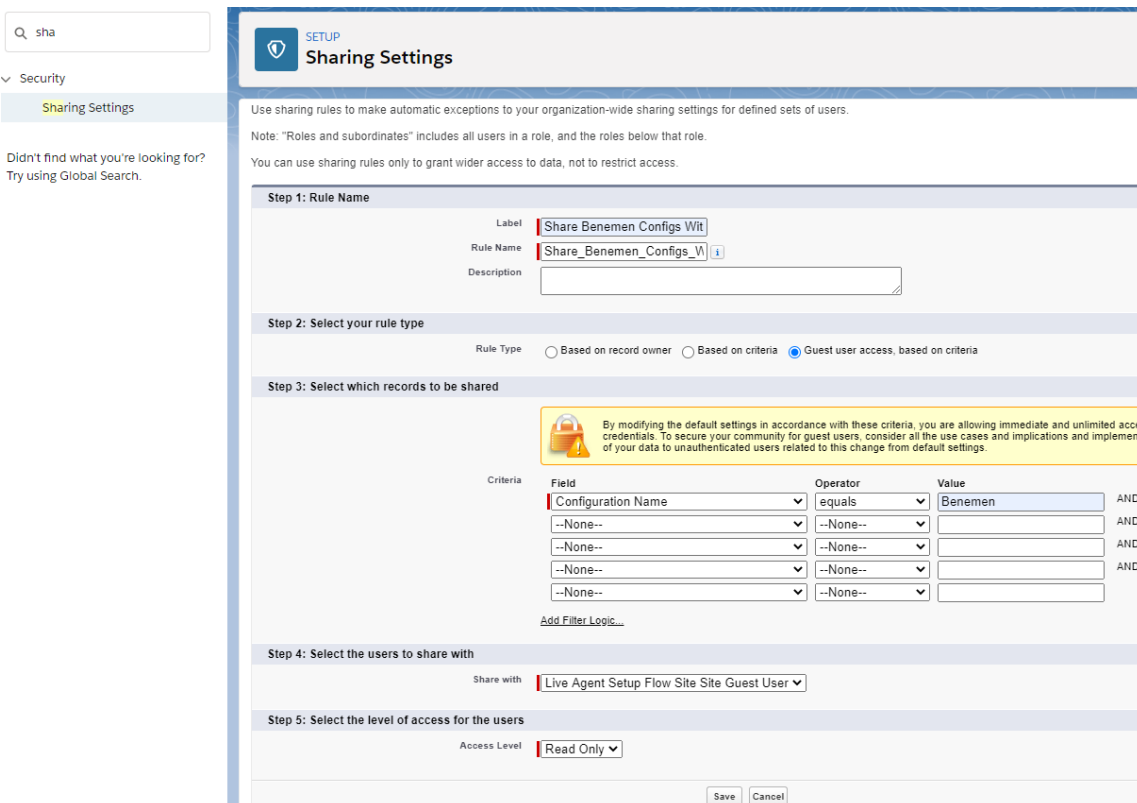 sha
Security
Sharing Settings
Didn't find what you're looking for?
Try using Global Search.
SETUP
Sharing Settings
Use sharing rules to make automatic exceptions to your organization-wide sharing settings for defined sets of users.
Note: "Roles and subordinates" includes all users in a role, and the roles below that role.
You can use sharing rules only to grant wider access to data, not to restrict access.
Step 1: Rule Name
Label Share Benemen Configs Wit
Rule Name Share_Benemen_Configs_W i
Description
Step 2: Select your rule type
Rule Type Based on record owner Based on criteria Guest user access, based on criteria
Step 3: Select which records to be shared
By modifying the default settings in accordance with these criteria, you are allowing immediate and unlimited acce
credentials. To secure your community for guest users, consider all the use cases and implications and implemen
of your data to unauthenticated users related to this change from default settings.
Criteria Field Operator Value
Configuration Name equals Benemen AND
--None-- --None-- AND
--None-- --None-- AND
--None-- --None-- AND
--None-- --None--
Add Filter Logic...
Step 4: Select the users to share with
Share with Live Agent Setup Flow Site Site Guest User
Step 5: Select the level of access for the users
Access Level Read Only
Save Cancel